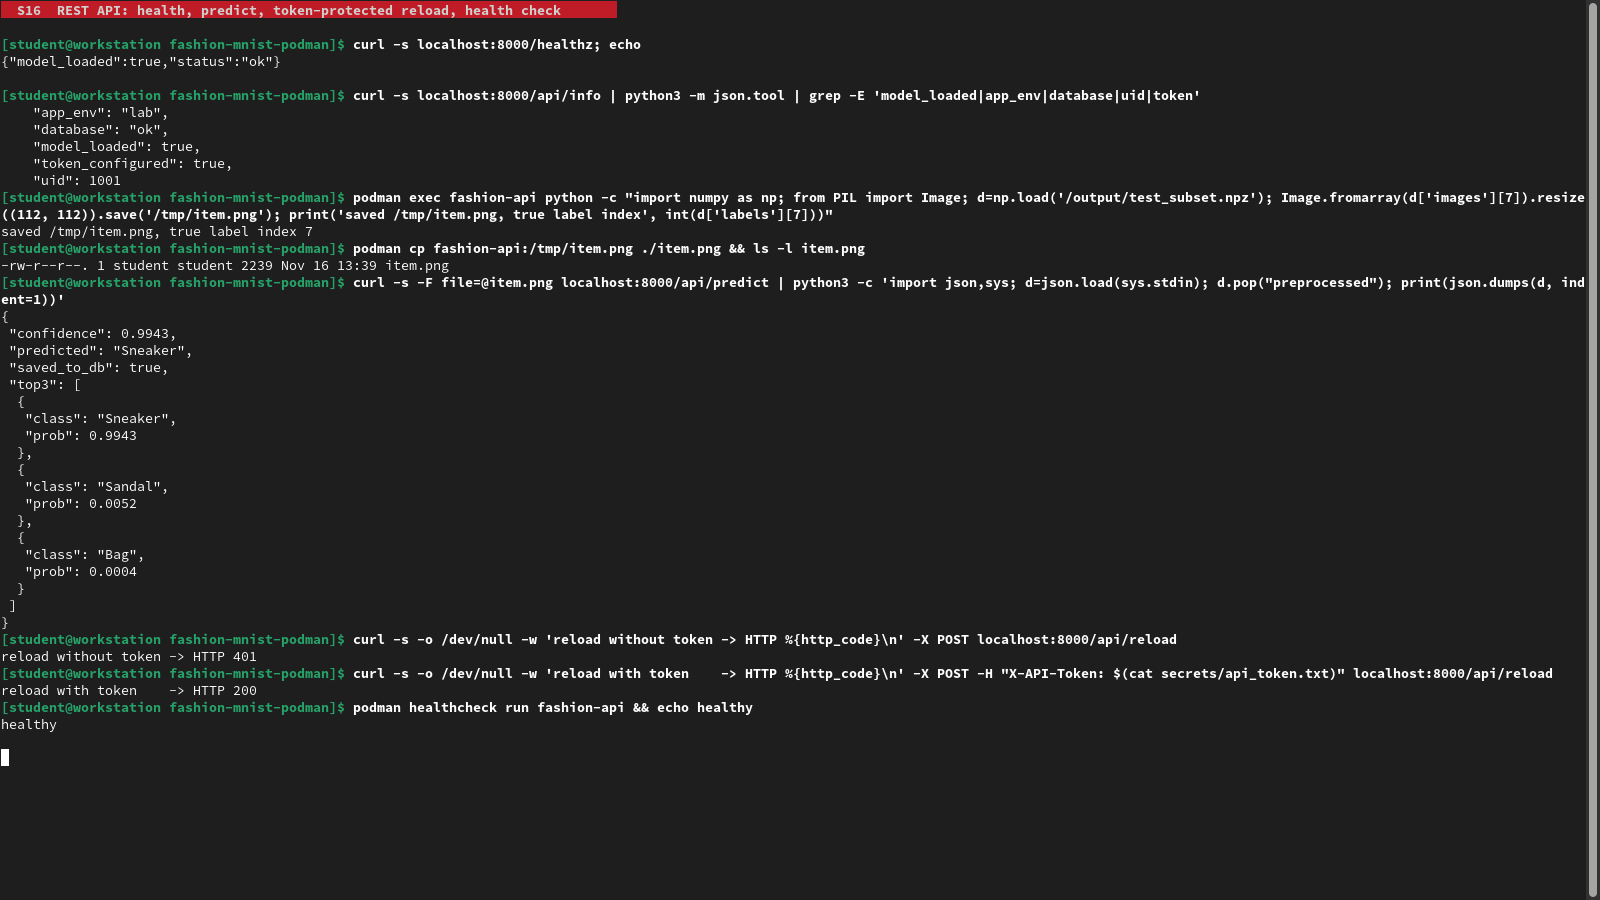 S16  REST API: health, predict, token-protected reload, health check
[student@workstation fashion-mnist-podman]$ curl -s localhost:8000/healthz; echo
{"model_loaded":true,"status":"ok"}
[student@workstation fashion-mnist-podman]$ curl -s localhost:8000/api/info | python3 -m json.tool | grep -E 'model_loaded|app_env|database|uid|token'
    "app_env": "lab",
    "database": "ok",
    "model_loaded": true,
    "token_configured": true,
    "uid": 1001
[student@workstation fashion-mnist-podman]$ podman exec fashion-api python -c "import numpy as np; from PIL import Image; d=np.load('/output/test_subset.npz'); Image.fromarray(d['images'][7]).resize
((112, 112)).save('/tmp/item.png'); print('saved /tmp/item.png, true label index', int(d['labels'][7]))"
saved /tmp/item.png, true label index 7
[student@workstation fashion-mnist-podman]$ podman cp fashion-api:/tmp/item.png ./item.png && ls -l item.png
-rw-r--r--. 1 student student 2239 Nov 16 13:39 item.png
[student@workstation fashion-mnist-podman]$ curl -s -F file=@item.png localhost:8000/api/predict | python3 -c 'import json,sys; d=json.load(sys.stdin); d.pop("preprocessed"); print(json.dumps(d, ind
ent=1))'
{
 "confidence": 0.9943,
 "predicted": "Sneaker",
 "saved_to_db": true,
 "top3": [
  {
   "class": "Sneaker",
   "prob": 0.9943
  },
  {
   "class": "Sandal",
   "prob": 0.0052
  },
  {
   "class": "Bag",
   "prob": 0.0004
  }
 ]
}
[student@workstation fashion-mnist-podman]$ curl -s -o /dev/null -w 'reload without token -> HTTP %{http_code}\n' -X POST localhost:8000/api/reload
reload without token -> HTTP 401
[student@workstation fashion-mnist-podman]$ curl -s -o /dev/null -w 'reload with token    -> HTTP %{http_code}\n' -X POST -H "X-API-Token: $(cat secrets/api_token.txt)" localhost:8000/api/reload
reload with token    -> HTTP 200
[student@workstation fashion-mnist-podman]$ podman healthcheck run fashion-api && echo healthy
healthy